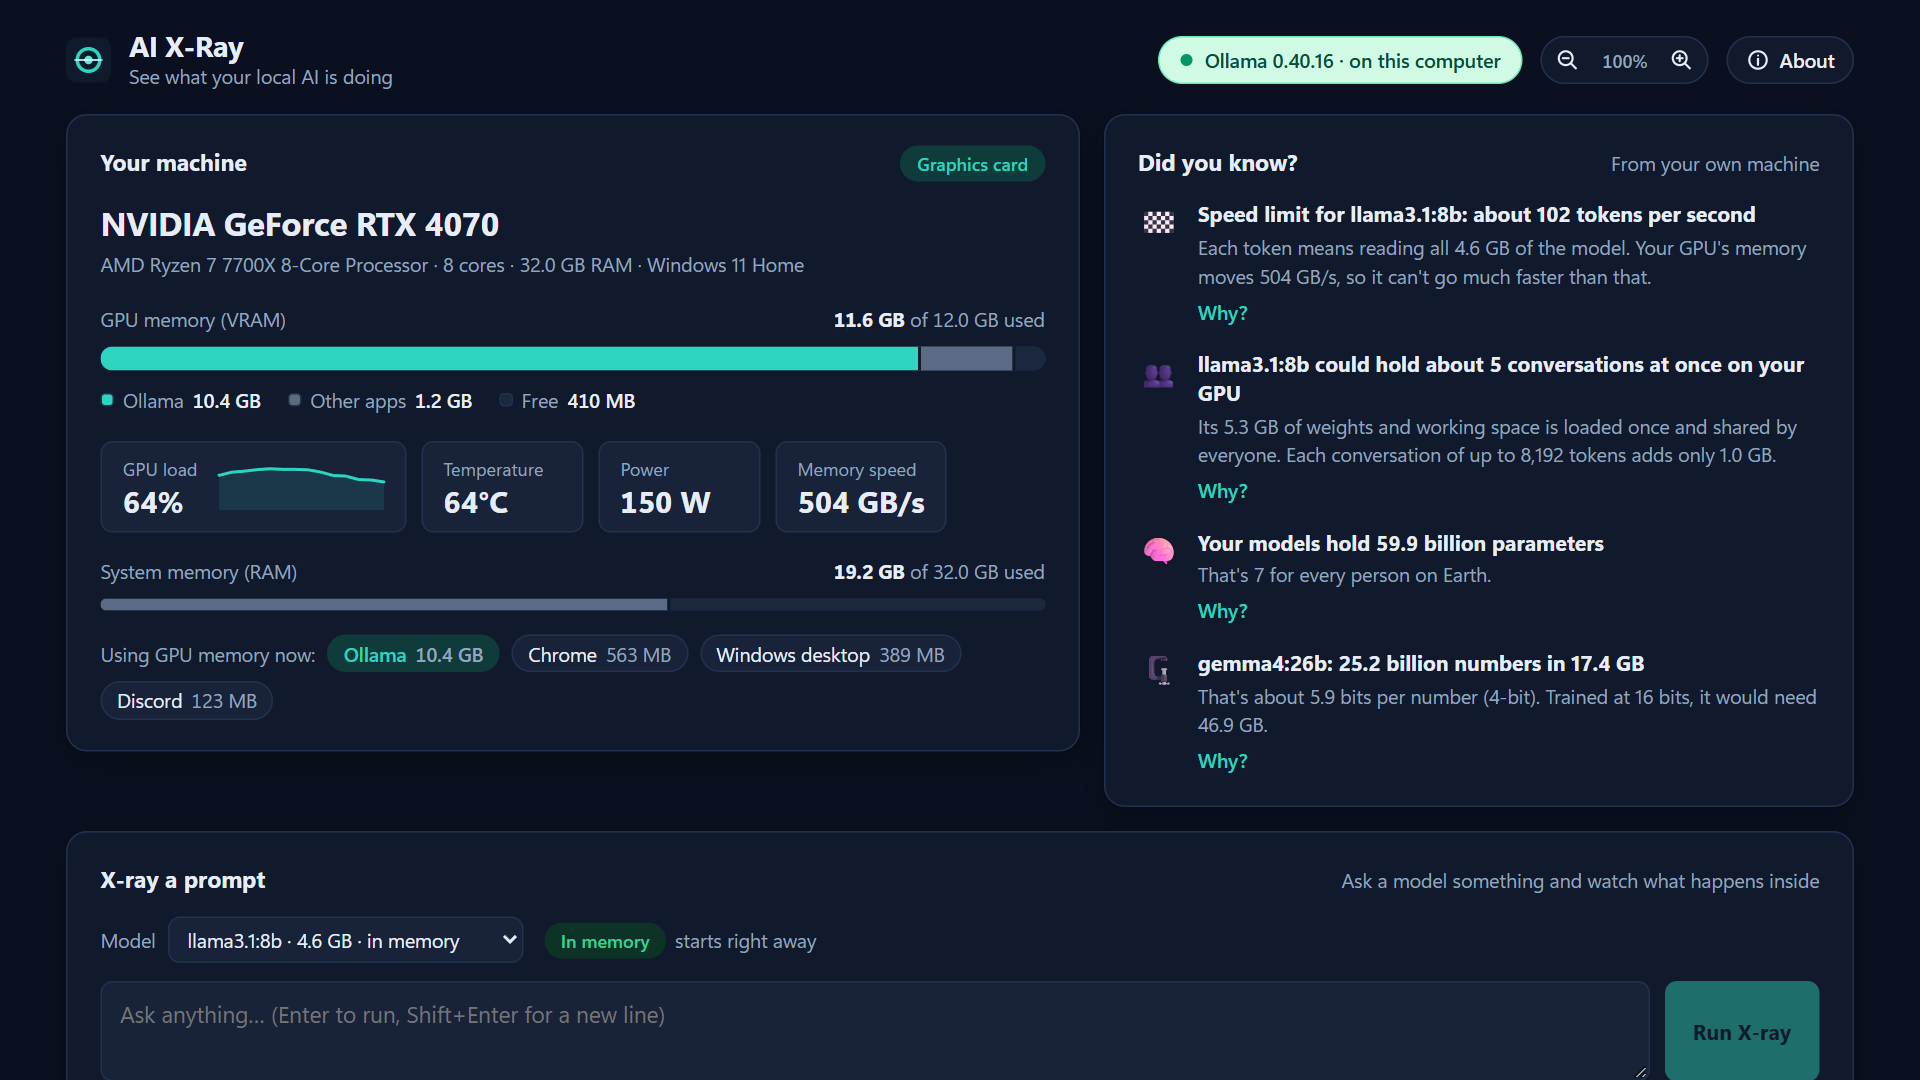 AI X-Ray
See what your local AI is doing
Ollama 0.40.16 · on this computer
100%
About
Your machine
Graphics card
NVIDIA GeForce RTX 4070
AMD Ryzen 7 7700X 8-Core Processor · 8 cores · 32.0 GB RAM · Windows 11 Home
GPU memory (VRAM)
11.6 GB of 12.0 GB used
Ollama 10.4 GB
Other apps 1.2 GB
Free 410 MB
GPU load
64%
Temperature
64°C
Power
150 W
Memory speed
504 GB/s
System memory (RAM)
19.2 GB of 32.0 GB used
Using GPU memory now:
Ollama 10.4 GB
Chrome 563 MB
Windows desktop 389 MB
Discord 123 MB
Did you know?
From your own machine
Speed limit for llama3.1:8b: about 102 tokens per second
Each token means reading all 4.6 GB of the model. Your GPU's memory
moves 504 GB/s, so it can't go much faster than that.
Why?
llama3.1:8b could hold about 5 conversations at once on your
GPU
Its 5.3 GB of weights and working space is loaded once and shared by
everyone. Each conversation of up to 8,192 tokens adds only 1.0 GB.
Why?
Your models hold 59.9 billion parameters
That's 7 for every person on Earth.
Why?
gemma4:26b: 25.2 billion numbers in 17.4 GB
That's about 5.9 bits per number (4-bit). Trained at 16 bits, it would need
46.9 GB.
Why?
X-ray a prompt
Ask a model something and watch what happens inside
Model
llama3.1:8b · 4.6 GB · in memory
In memory
starts right away
Ask anything... (Enter to run, Shift+Enter for a new line)
Run X-ray